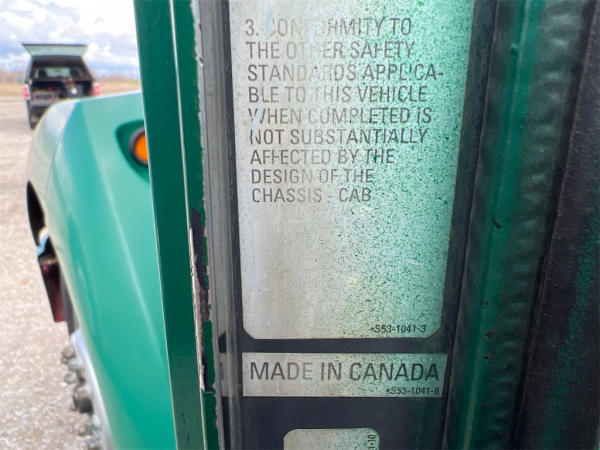 3. CONFORMITY TO
THE OTHER SAFETY
STANDARDS APPLICA-
BLE TO THIS VEHICLE
WHEN COMPLETED IS
NOT SUBSTANTIALLY
AFFECTED BY THE
DESIGN OF THE
CHASSIS - CAB
•S53-1041-3
MADE IN CANADA
•S53-1041-8